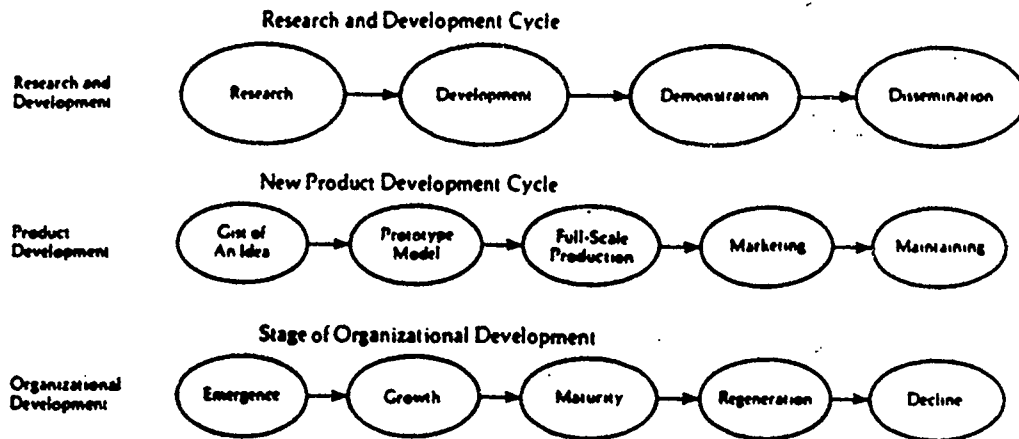 Research and Development Cycle
Research and
Development
Research
Development
Demonstration
Dissemination
New Product Development Cycle
Product
Development
Gist of
An Idea
Prototype
Model
Full-Scale
Production
Marketing
Maintaining
Stage of Organizational Development
Organizational
Development
Emergence
Growth
Maturity
Regeneration
Decline